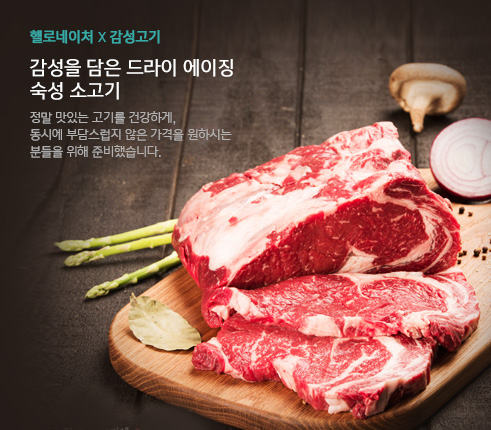 헬로네이처 X 감성고기
감성을 담은 드라이 에이징
숙성 소고기
정말 맛있는 고기를 건강하게,
동시에 부담스럽지 않은 가격을 원하시는
분들을 위해 준비했습니다.